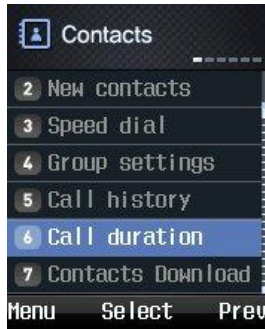 Contacts
2 New contacts
3 Speed dial
4 Group settings
5 Call history
6 Call duration
7 Contacts Download
Menu Select Prev